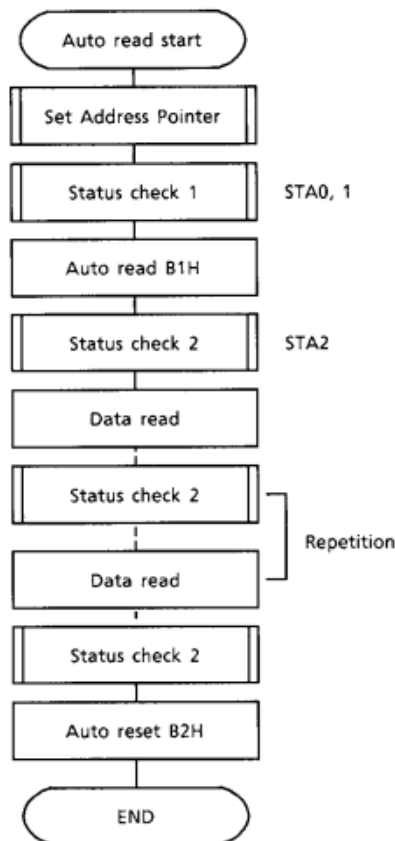 Auto read start
Set Address Pointer
Status check 1
STA0, 1
Auto read B1H
Status check 2
STA2
Data read
Status check 2
Repetition
Data read
Status check 2
Auto reset B2H
END